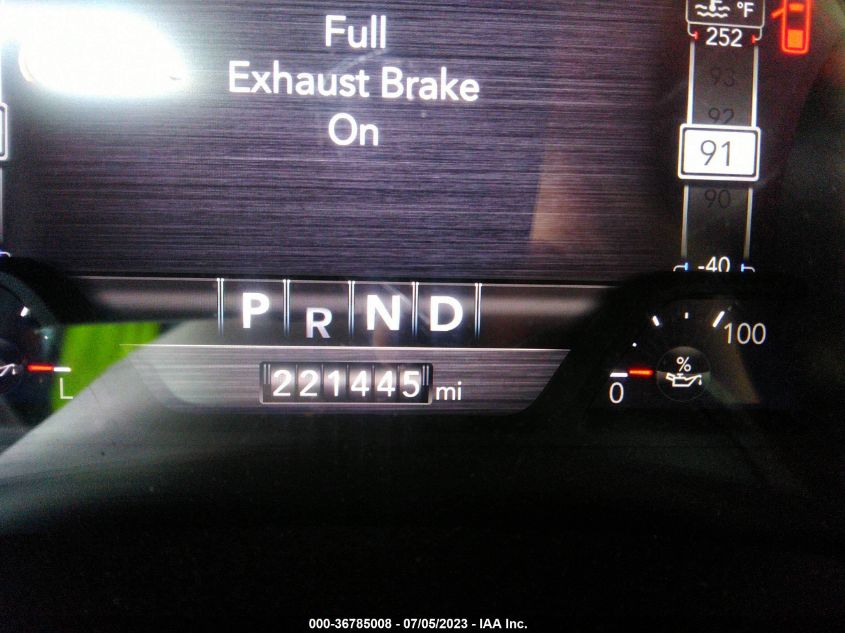 Full
Exhaust Brake
On
°F
252
93
92
91
90
-40
P R N D
100
%
0
L
221445 mi
000-36785008 - 07/05/2023 - IAA Inc.